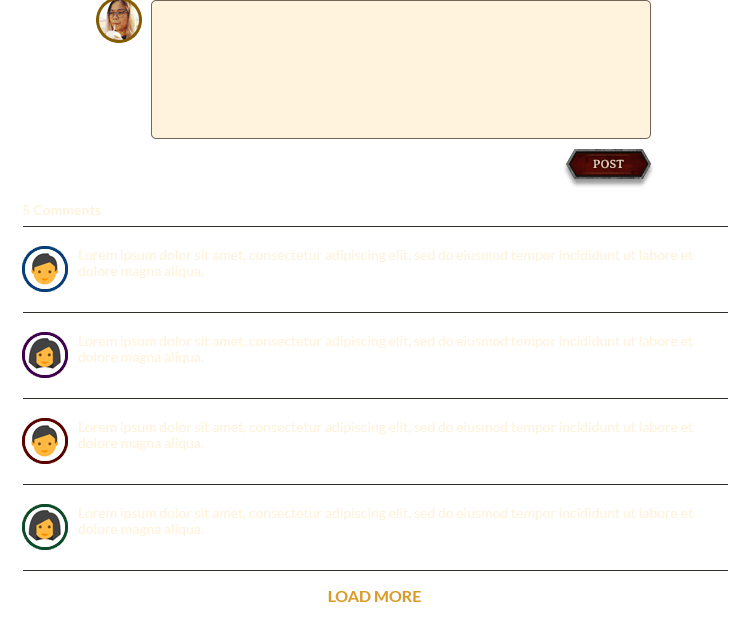 POST
5 Comments
Lorem ipsum dolor sit amet, consectetur adipiscing elit, sed do eiusmod tempor incididunt ut labore et
dolore magna aliqua.
Lorem ipsum dolor sit amet, consectetur adipiscing elit, sed do eiusmod tempor incididunt ut labore et
dolore magna aliqua.
Lorem ipsum dolor sit amet, consectetur adipiscing elit, sed do eiusmod tempor incididunt ut labore et
dolore magna aliqua.
Lorem ipsum dolor sit amet, consectetur adipiscing elit, sed do eiusmod tempor incididunt ut labore et
dolore magna aliqua.
LOAD MORE